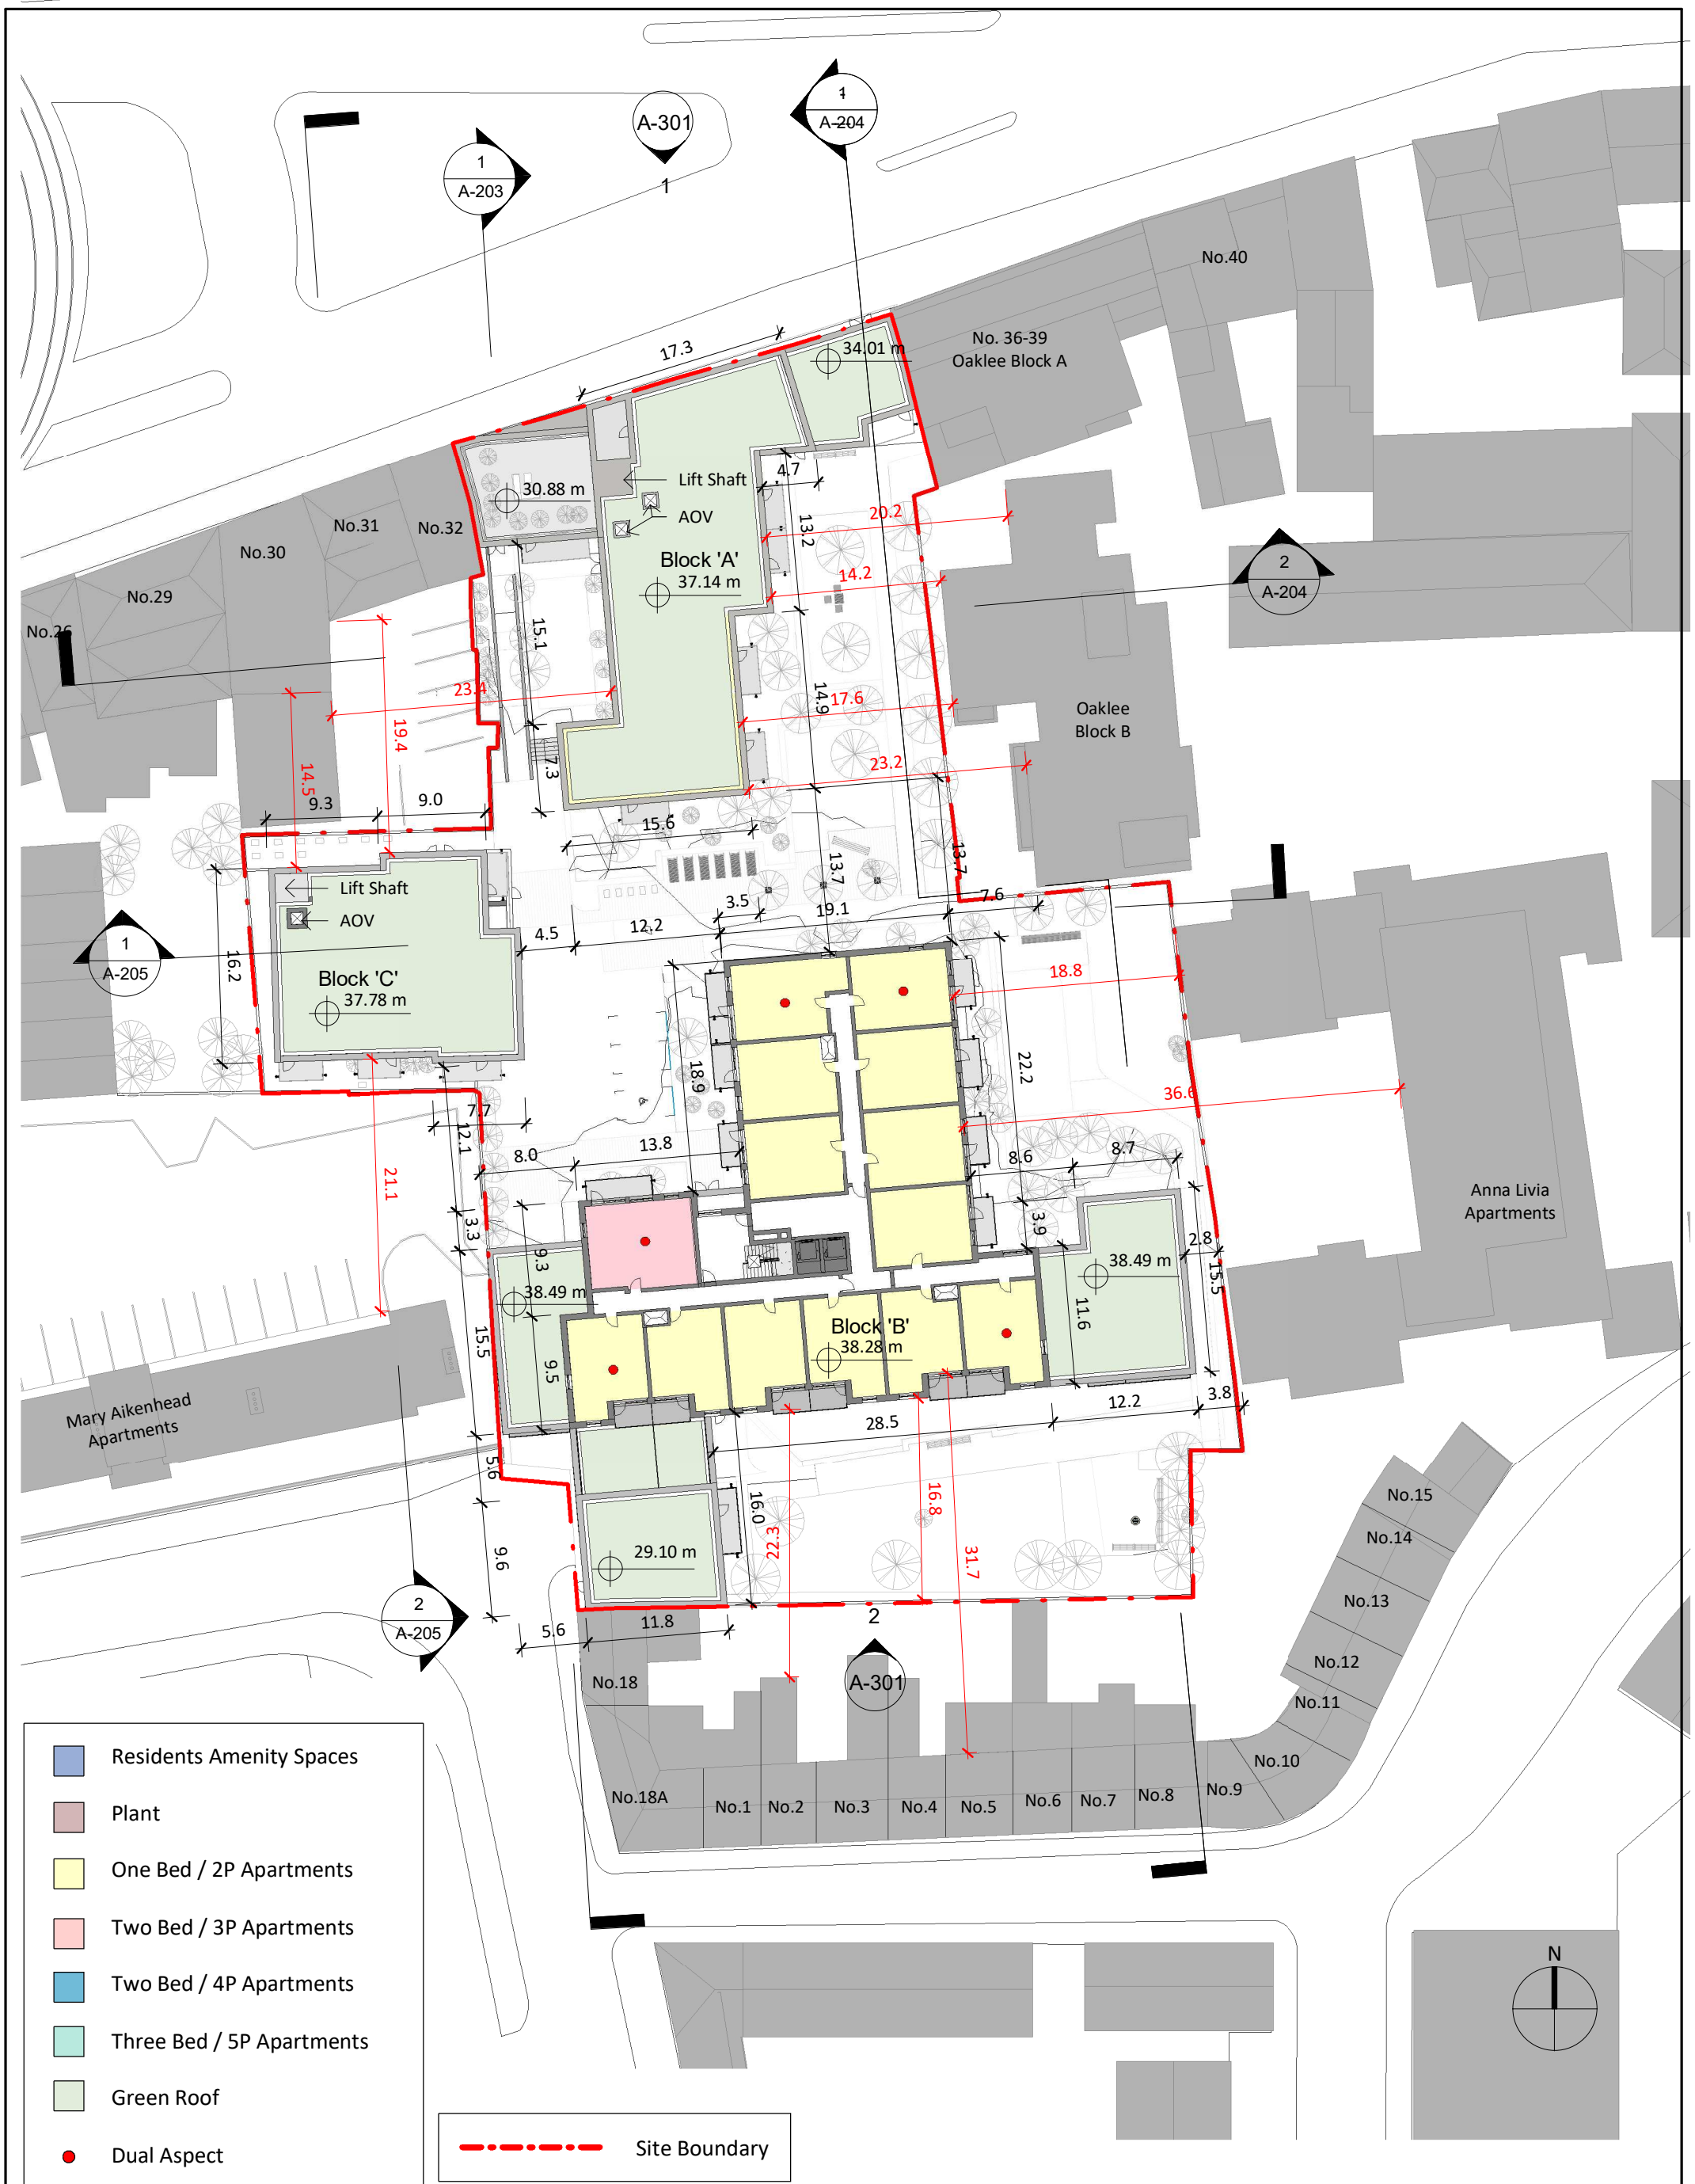 1
A-203
A-301
1
1
A-204
No.40
No. 36-39
Oaklee Block A
17.3
34.01 m
4.7
Lift Shaft
30.88 m
AOV
20.2
13.2
Block 'A'
37.14 m
14.2
2
A-204
No.32
No.31
No.30
No.29
No.26
15.1
23.4
19.4
14.5
14.9
17.6
Oaklee
Block B
7.3
23.2
9.3
9.0
15.6
13.7
13.7
Lift Shaft
AOV
3.5
19.1
7.6
4.5
12.2
1
A-205
16.2
Block 'C'
37.78 m
18.8
18.9
22.2
36.6
7.7
12.1
8.0
13.8
8.6
8.7
21.1
Anna Livia
Apartments
3.3
9.3
3.9
2.8
38.49 m
38.49 m
15.5
11.6
15.5
Block 'B'
38.28 m
9.5
Mary Aikenhead
Apartments
12.2
3.8
28.5
5.6
16.0
16.8
22.3
31.7
9.6
29.10 m
2
A-205
5.6
11.8
2
A-301
No.15
No.14
No.13
No.12
No.11
No.10
No.9
No.18
No.18A
No.1
No.2
No.3
No.4
No.5
No.6
No.7
No.8
Residents Amenity Spaces
Plant
One Bed / 2P Apartments
Two Bed / 3P Apartments
Two Bed / 4P Apartments
Three Bed / 5P Apartments
Green Roof
Dual Aspect
Site Boundary
N